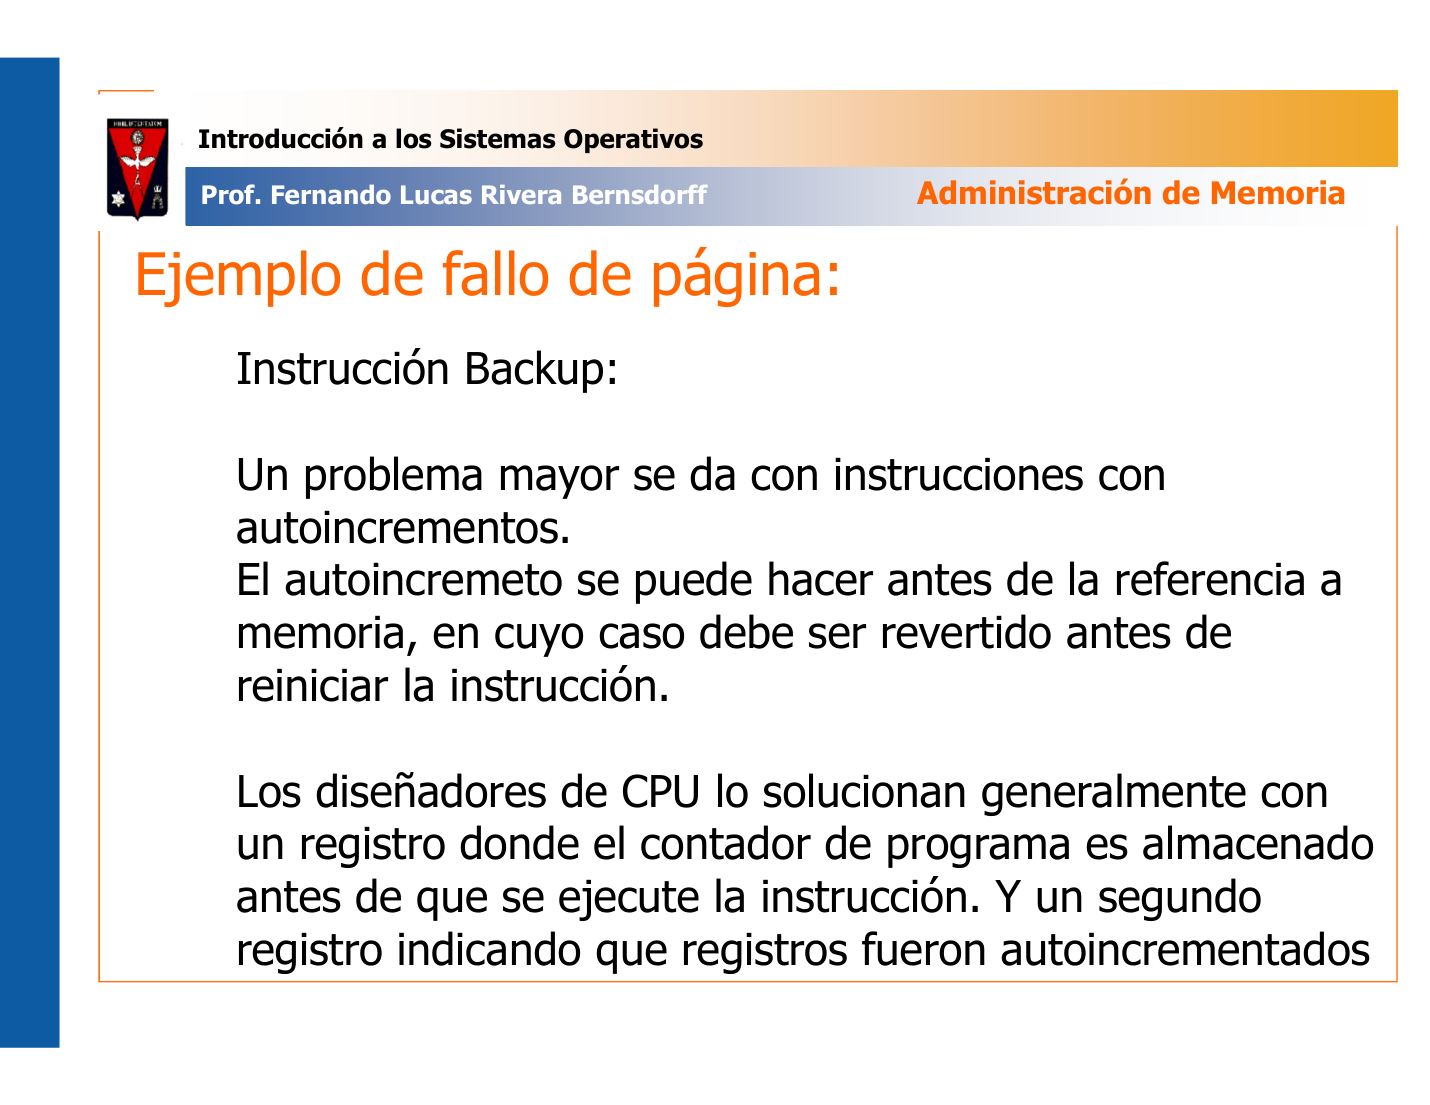 Introducción a los Sistemas Operativos
Prof. Fernando Lucas Rivera Bernsdorff
Administración de Memoria
Ejemplo de fallo de página:
Instrucción Backup:
Un problema mayor se da con instrucciones con
autoincrementos.
El autoincremeto se puede hacer antes de la referencia a
memoria, en cuyo caso debe ser revertido antes de
reiniciar la instrucción.
Los diseñadores de CPU lo solucionan generalmente con
un registro donde el contador de programa es almacenado
antes de que se ejecute la instrucción. Y un segundo
registro indicando que registros fueron autoincrementados